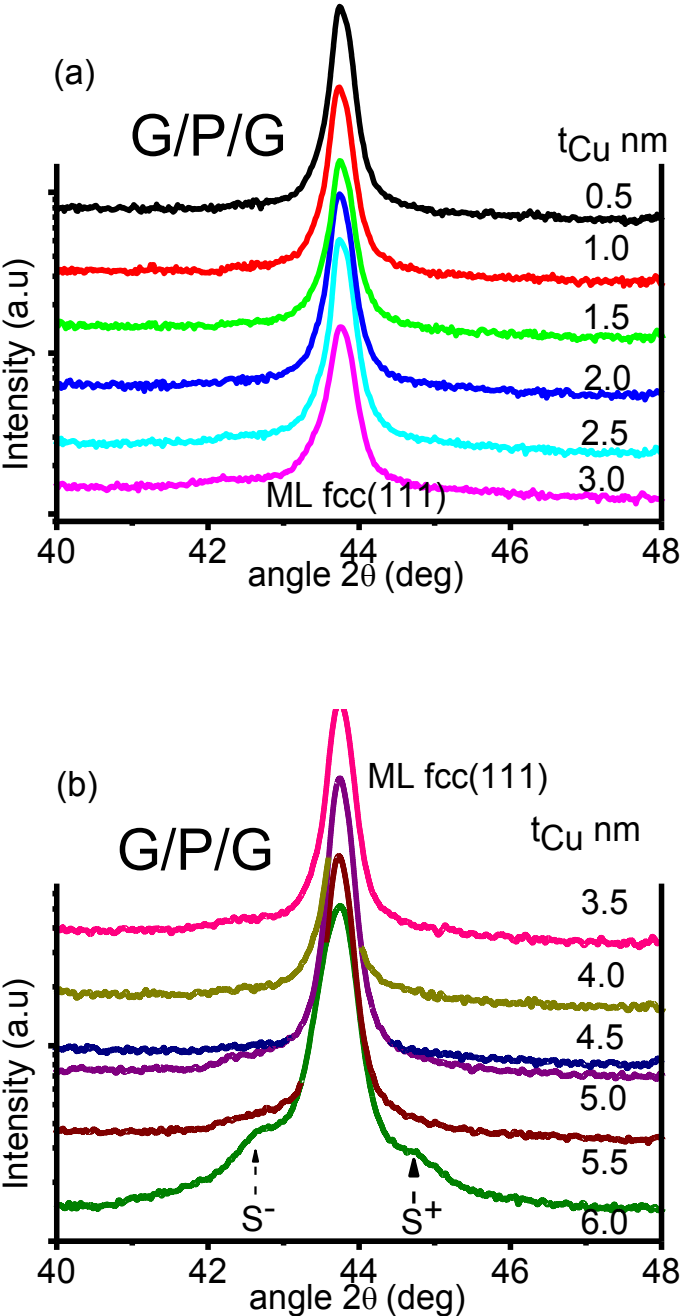 (a)
G/P/G
tCu nm
0.5
1.0
1.5
2.0
2.5
3.0
ML fcc(111)
Intensity (a.u)
40 42 44 46 48
angle 2θ (deg)
(b)
ML fcc(111)
G/P/G
tCu nm
3.5
4.0
4.5
5.0
5.5
6.0
S- S+
Intensity (a.u)
40 42 44 46 48
angle 2θ (deg)